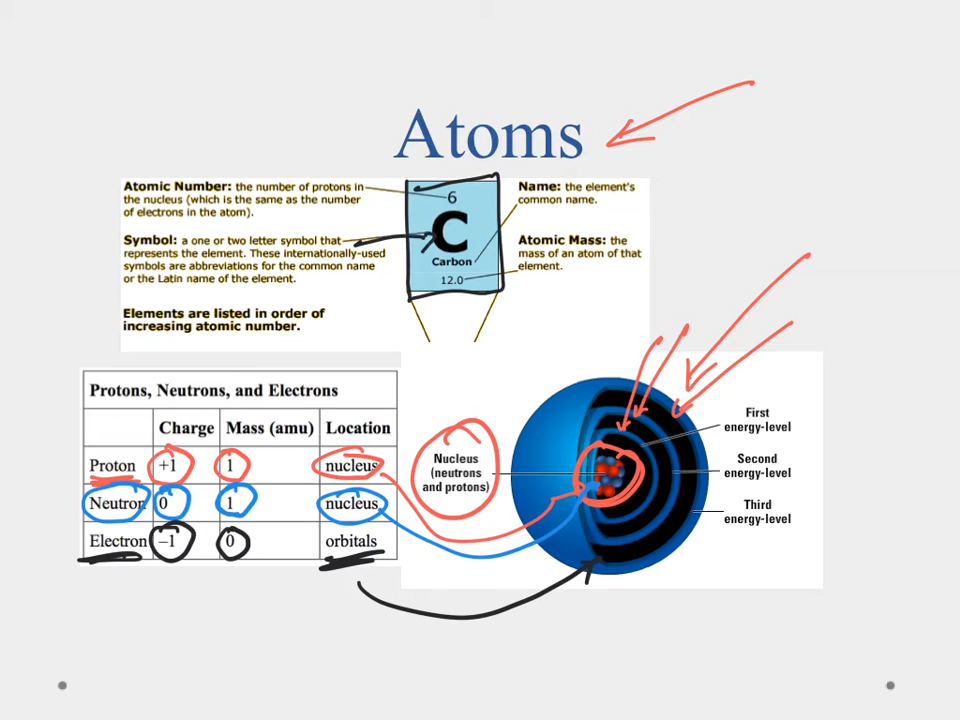 Atoms
Atomic Number: the number of protons in
the nucleus (which is the same as the number
of electrons in the atom).
Symbol: a one or two letter symbol that
represents the element. These internationally-used
symbols are abbreviations for the common name
or the Latin name of the element.
Elements are listed in order of
increasing atomic number.
6
C
Carbon
12.0
Name: the element's
common name.
Atomic Mass: the
mass of an atom of that
element.
Protons, Neutrons, and Electrons
Charge Mass (amu) Location
Proton +1 1 nucleus
Neutron 0 1 nucleus
Electron –1 0 orbitals
Nucleus
(neutrons
and protons)
First
energy-level
Second
energy-level
Third
energy-level